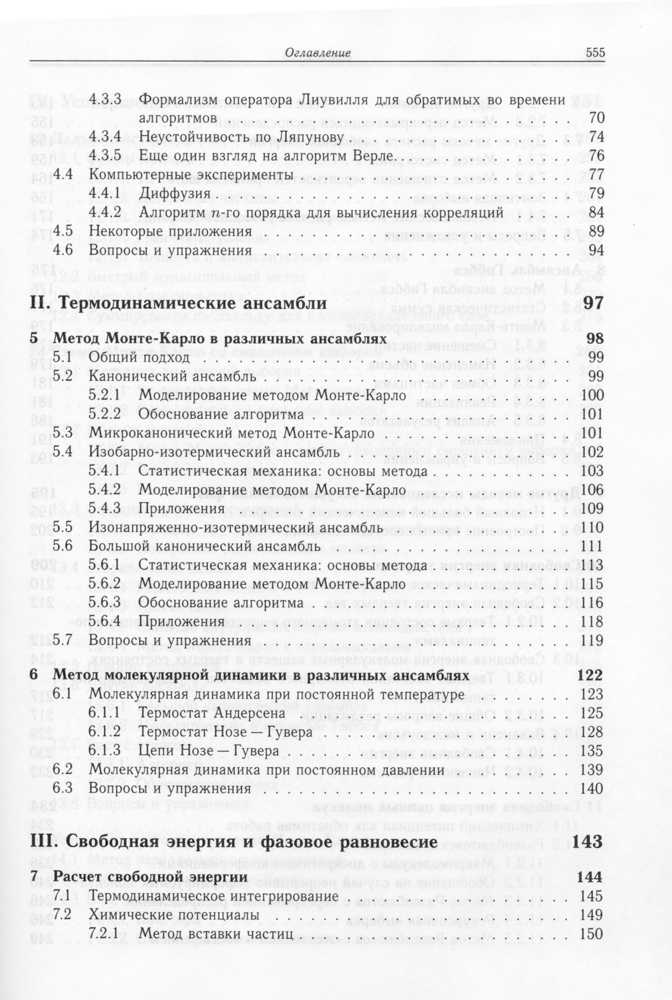 Оглавление 555
4.3.3 Формализм оператора Лиувилля для обратимых во времени
алгоритмов . . . . . . . . . . . . . . . . . . . . . . . . . . . . . 70
4.3.4 Неустойчивость по Ляпунову . . . . . . . . . . . . . . . . . . 74
4.3.5 Еще один взгляд на алгоритм Верле. . . . . . . . . . . . . . . 76
4.4 Компьютерные эксперименты . . . . . . . . . . . . . . . . . . . . . 77
4.4.1 Диффузия . . . . . . . . . . . . . . . . . . . . . . . . . . . . 79
4.4.2 Алгоритм n-го порядка для вычисления корреляций . . . . . 84
4.5 Некоторые приложения . . . . . . . . . . . . . . . . . . . . . . . . 89
4.6 Вопросы и упражнения . . . . . . . . . . . . . . . . . . . . . . . . 94
II. Термодинамические ансамбли 97
5 Метод Монте-Карло в различных ансамблях 98
5.1 Общий подход . . . . . . . . . . . . . . . . . . . . . . . . . . . . . 99
5.2 Канонический ансамбль . . . . . . . . . . . . . . . . . . . . . . . . 99
5.2.1 Моделирование методом Монте-Карло . . . . . . . . . . . . 100
5.2.2 Обоснование алгоритма . . . . . . . . . . . . . . . . . . . . . 101
5.3 Микроканонический метод Монте-Карло . . . . . . . . . . . . . . . 101
5.4 Изобарно-изотермический ансамбль . . . . . . . . . . . . . . . . . 102
5.4.1 Статистическая механика: основы метода . . . . . . . . . . . 103
5.4.2 Моделирование методом Монте-Карло . . . . . . . . . . . . 106
5.4.3 Приложения . . . . . . . . . . . . . . . . . . . . . . . . . . . 109
5.5 Изонапряженно-изотермический ансамбль . . . . . . . . . . . . . . 110
5.6 Большой канонический ансамбль . . . . . . . . . . . . . . . . . . . 111
5.6.1 Статистическая механика: основы метода . . . . . . . . . . . 113
5.6.2 Моделирование методом Монте-Карло . . . . . . . . . . . . 115
5.6.3 Обоснование алгоритма . . . . . . . . . . . . . . . . . . . . . 116
5.6.4 Приложения . . . . . . . . . . . . . . . . . . . . . . . . . . . 118
5.7 Вопросы и упражнения . . . . . . . . . . . . . . . . . . . . . . . . 119
6 Метод молекулярной динамики в различных ансамблях 122
6.1 Молекулярная динамика при постоянной температуре . . . . . . . 123
6.1.1 Термостат Андерсена . . . . . . . . . . . . . . . . . . . . . . 125
6.1.2 Термостат Нозе — Гувера . . . . . . . . . . . . . . . . . . . . 128
6.1.3 Цепи Нозе — Гувера . . . . . . . . . . . . . . . . . . . . . . . 135
6.2 Молекулярная динамика при постоянном давлении . . . . . . . . . 139
6.3 Вопросы и упражнения . . . . . . . . . . . . . . . . . . . . . . . . 140
III. Свободная энергия и фазовое равновесие 143
7 Расчет свободной энергии 144
7.1 Термодинамическое интегрирование . . . . . . . . . . . . . . . . . 145
7.2 Химические потенциалы . . . . . . . . . . . . . . . . . . . . . . . 149
7.2.1 Метод вставки частиц . . . . . . . . . . . . . . . . . . . . . . 150